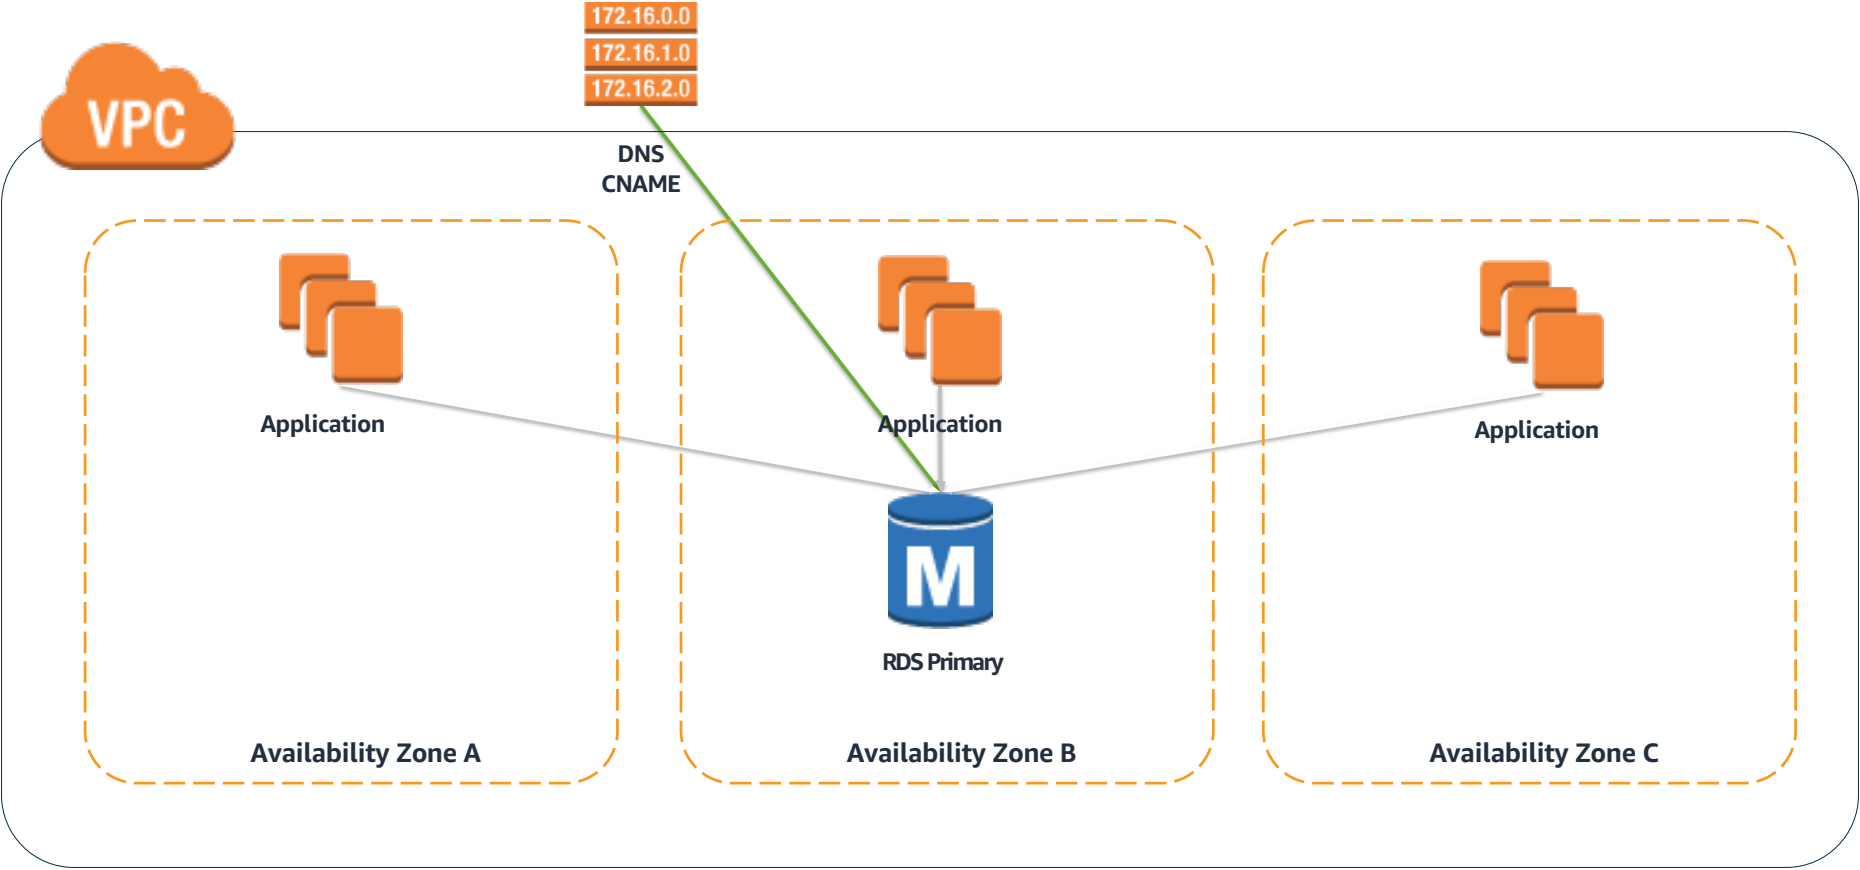 172.16.0.0
172.16.1.0
172.16.2.0
VPC
DNS
CNAME
Application
Application
Application
M
RDS Primary
Availability Zone A
Availability Zone B
Availability Zone C